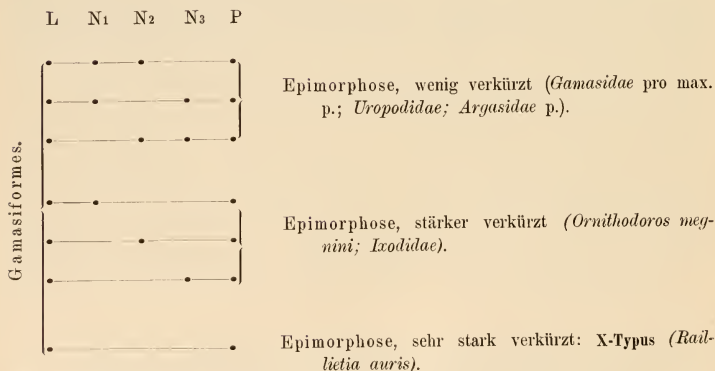 L N1 N2 N3 P
Gamasiformes.
Epimorphose, wenig verkürzt (Gamasidae pro max.
p.; Uropodidae; Argasidae p.).
Epimorphose, stärker verkürzt (Ornithodoros meg-
nini; Ixodidae).
Epimorphose, sehr stark verkürzt: X-Typus (Rail-
lietia auris).